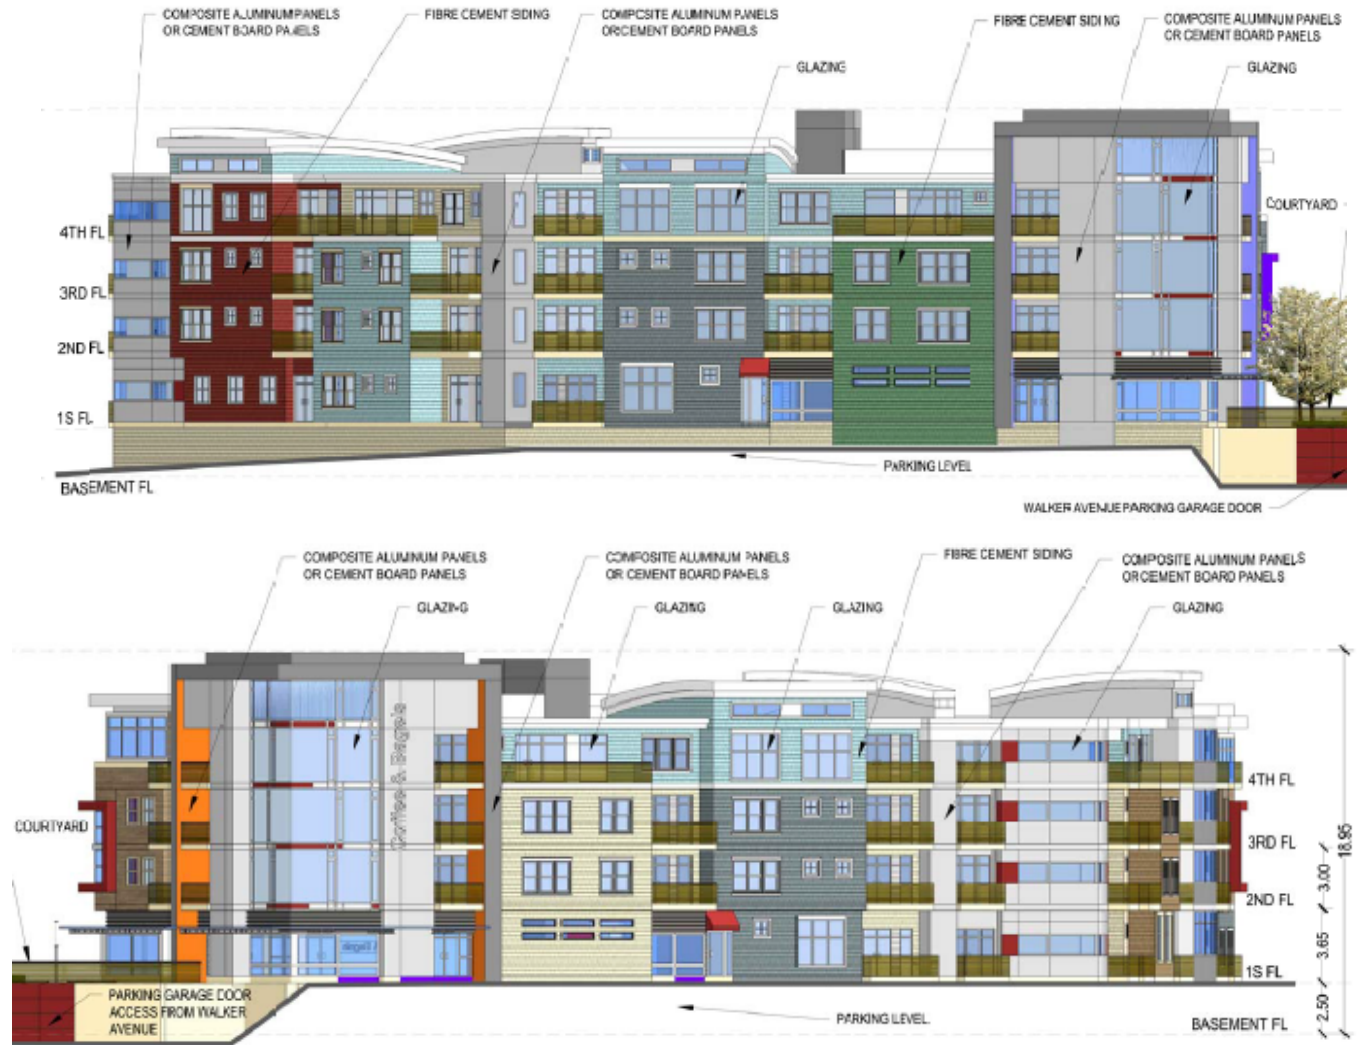 COMPOSITE ALUMINUM PANELS
OR CEMENT BOARD PANELS
FIBRE CEMENT SIDING
COMPOSITE ALUMINUM PANELS
OR CEMENT BOARD PANELS
GLAZING
FIBRE CEMENT SIDING
COMPOSITE ALUMINUM PANELS
OR CEMENT BOARD PANELS
GLAZING
COURTYARD
4TH FL
3RD FL
2ND FL
1S FL
BASEMENT FL
PARKING LEVEL
WALKER AVENUE PARKING GARAGE DOOR
COMPOSITE ALUMINUM PANELS
OR CEMENT BOARD PANELS
GLAZING
COMPOSITE ALUMINUM PANELS
OR CEMENT BOARD PANELS
GLAZING
GLAZING
FIBRE CEMENT SIDING
COMPOSITE ALUMINUM PANELS
OR CEMENT BOARD PANELS
GLAZING
COURTYARD
Coffee & Bagels
4TH FL
3RD FL
2ND FL
1S FL
BASEMENT FL
18.95
3.00
3.65
2.50
PARKING GARAGE DOOR
ACCESS FROM WALKER
AVENUE
PARKING LEVEL